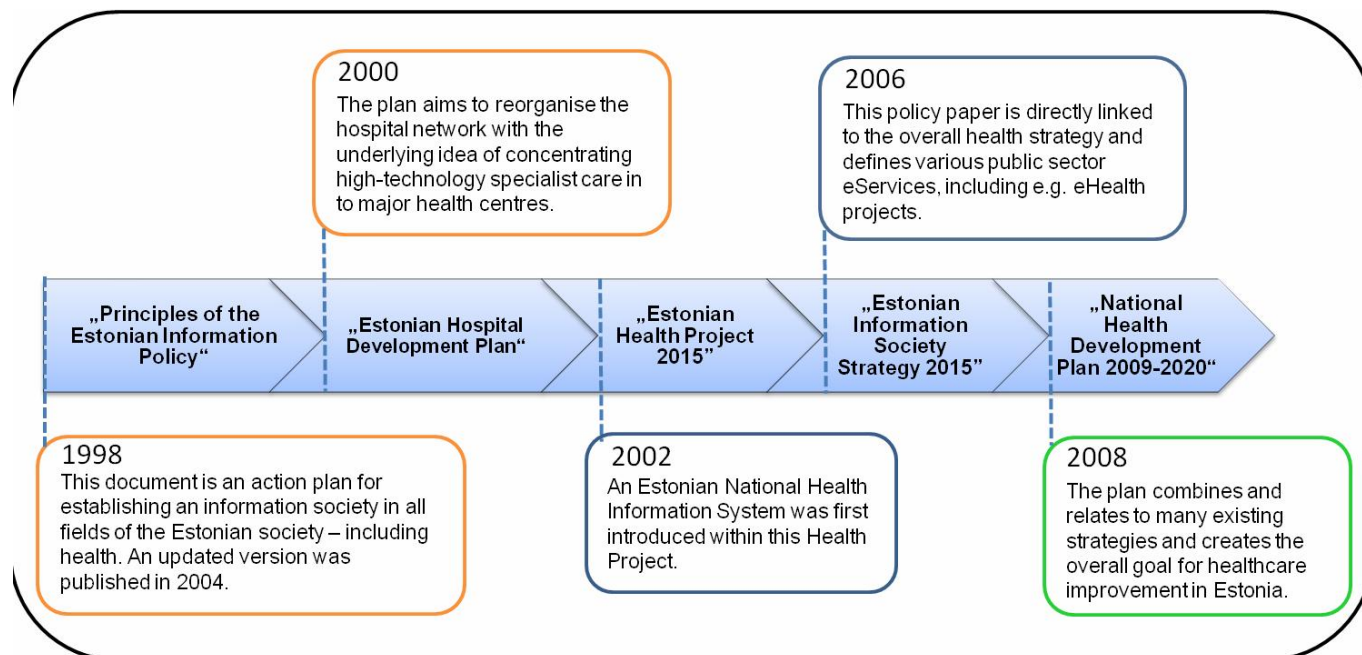 2000
The plan aims to reorganise the
hospital network with the
underlying idea of concentrating
high-technology specialist care in
to major health centres.
2006
This policy paper is directly linked
to the overall health strategy and
defines various public sector
eServices, including e.g. eHealth
projects.
„Principles of the
Estonian Information
Policy“
„Estonian Hospital
Development Plan“
„Estonian
Health Project
2015”
„Estonian
Information
Society
Strategy 2015”
„National
Health
Development
Plan 2009-2020“
1998
This document is an action plan for
establishing an information society in all
fields of the Estonian society – including
health. An updated version was
published in 2004.
2002
An Estonian National Health
Information System was first
introduced within this Health
Project.
2008
The plan combines and
relates to many existing
strategies and creates the
overall goal for healthcare
improvement in Estonia.